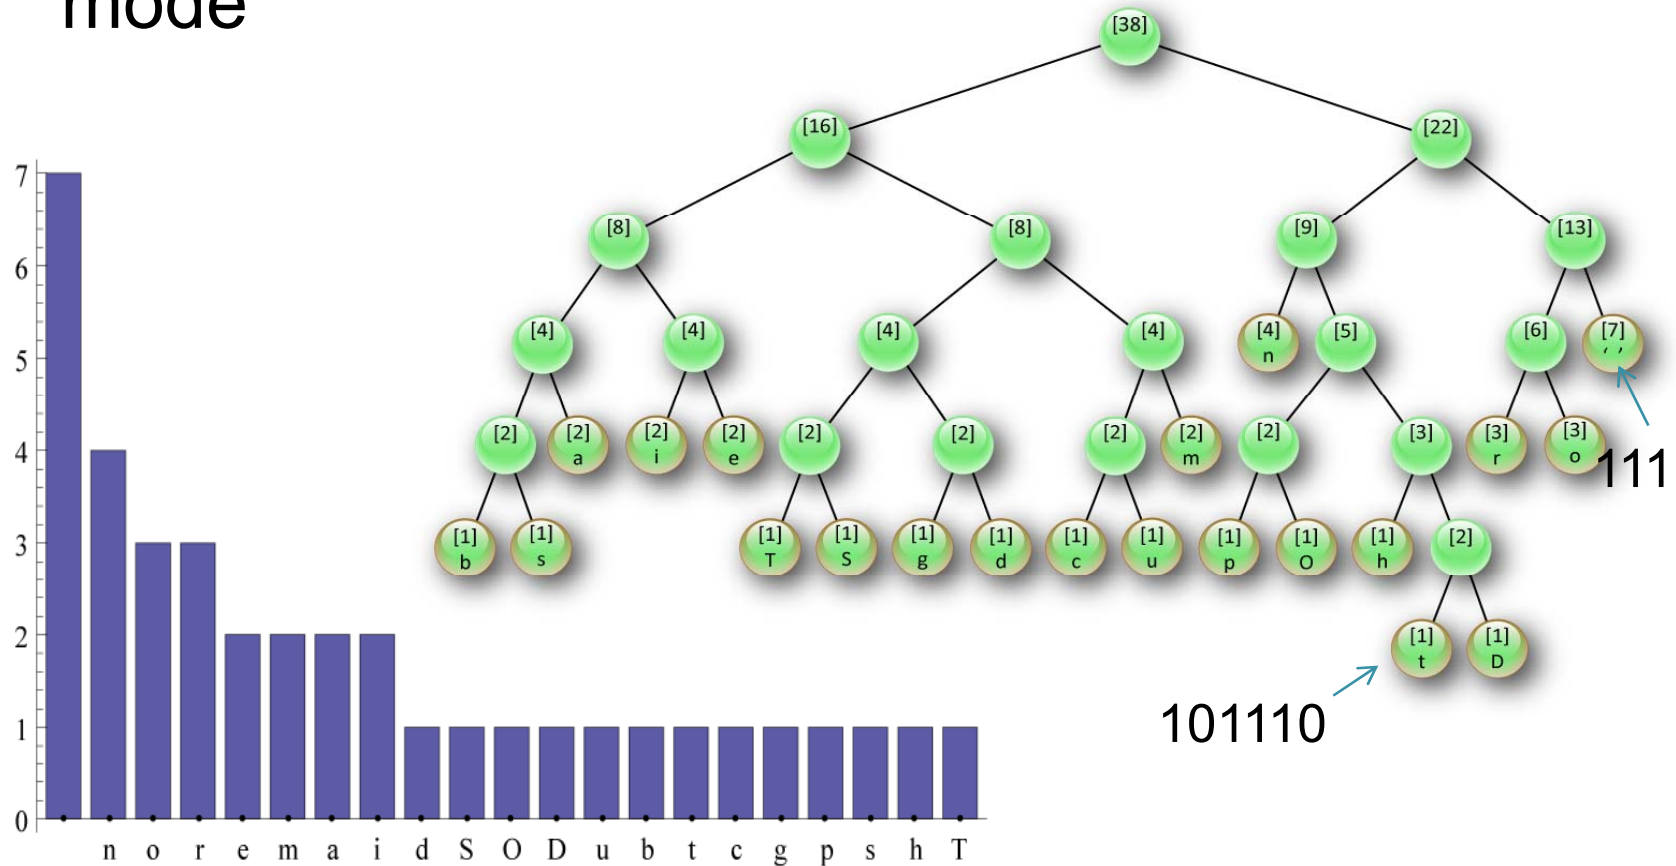 mode
[38]
[16] [22]
[8] [8] [9] [13]
[4] [4] [4] [4] [4] n [5] [6] [7] ‘ ’
[2] [2] a [2] i [2] e [2] [2] [2] [2] m [2] [3] [3] r [3] o
111
[1] b [1] s [1] T [1] S [1] g [1] d [1] c [1] u [1] p [1] O [1] h [2]
[1] t [1] D
101110
7
6
5
4
3
2
1
0
n o r e m a i d S O D u b t c g p s h T